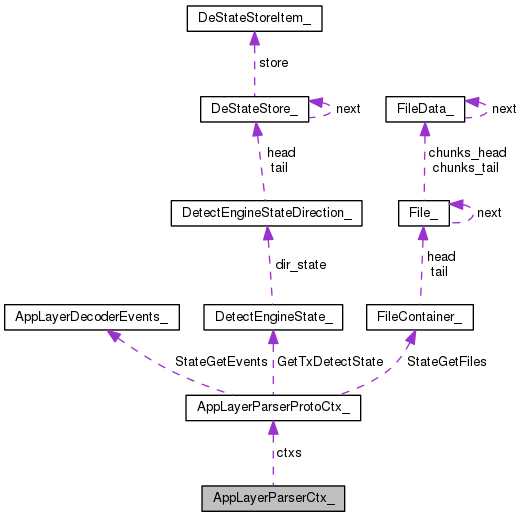 DeStateStoreItem_
store
DeStateStore_
next
FileData_
next
head
tail
chunks_head
chunks_tail
DetectEngineStateDirection_
File_
next
dir_state
head
tail
AppLayerDecoderEvents_
DetectEngineState_
FileContainer_
StateGetEvents
GetTxDetectState
StateGetFiles
AppLayerParserProtoCtx_
ctxs
AppLayerParserCtx_